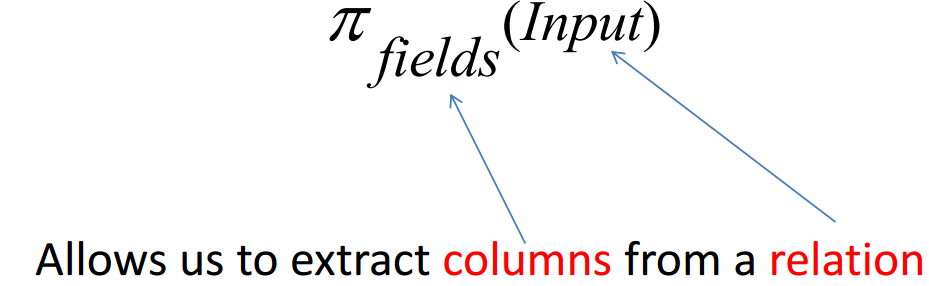 π fields (Input)
Allows us to extract columns from a relation